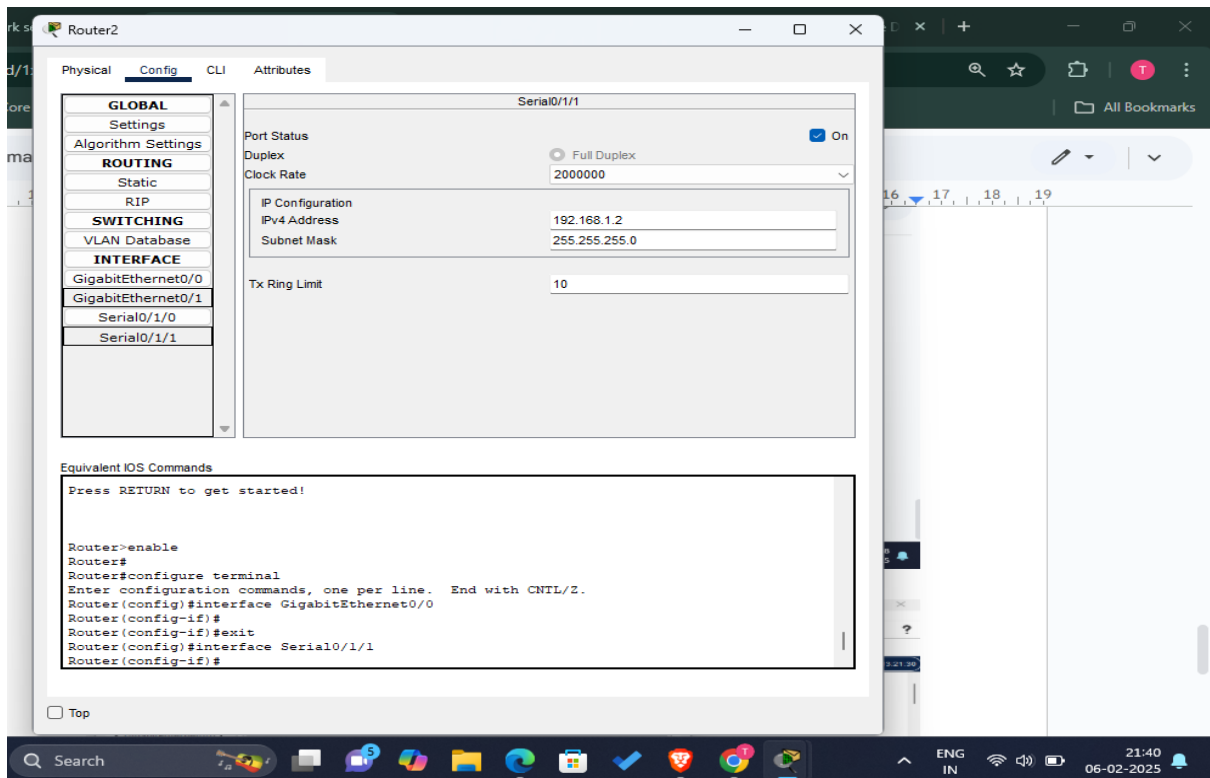 rk s
Router2
Physical Config CLI Attributes
d/1:
T
ore
All Bookmarks
GLOBAL
Settings
Algorithm Settings
ROUTING
Static
RIP
SWITCHING
VLAN Database
INTERFACE
GigabitEthernet0/0
GigabitEthernet0/1
Serial0/1/0
Serial0/1/1
Serial0/1/1
Port Status On
Duplex Full Duplex
Clock Rate 2000000
IP Configuration
IPv4 Address 192.168.1.2
Subnet Mask 255.255.255.0
Tx Ring Limit 10
ma
16 17 18 19
Equivalent IOS Commands
Press RETURN to get started!
Router>enable
Router#
Router#configure terminal
Enter configuration commands, one per line. End with CNTL/Z.
Router(config)#interface GigabitEthernet0/0
Router(config-if)#
Router(config-if)#exit
Router(config)#interface Serial0/1/1
Router(config-if)#
?
Top
Search
5
T
ENG
IN
21:40
06-02-2025